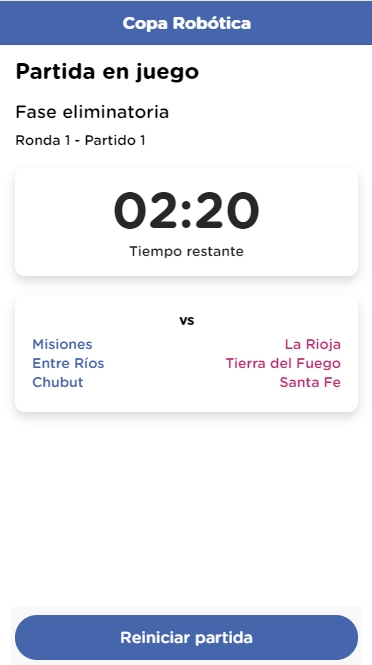 Copa Robótica
Partida en juego
Fase eliminatoria
Ronda 1 - Partido 1
02:20
Tiempo restante
vs
Misiones La Rioja
Entre Ríos Tierra del Fuego
Chubut Santa Fe
Reiniciar partida